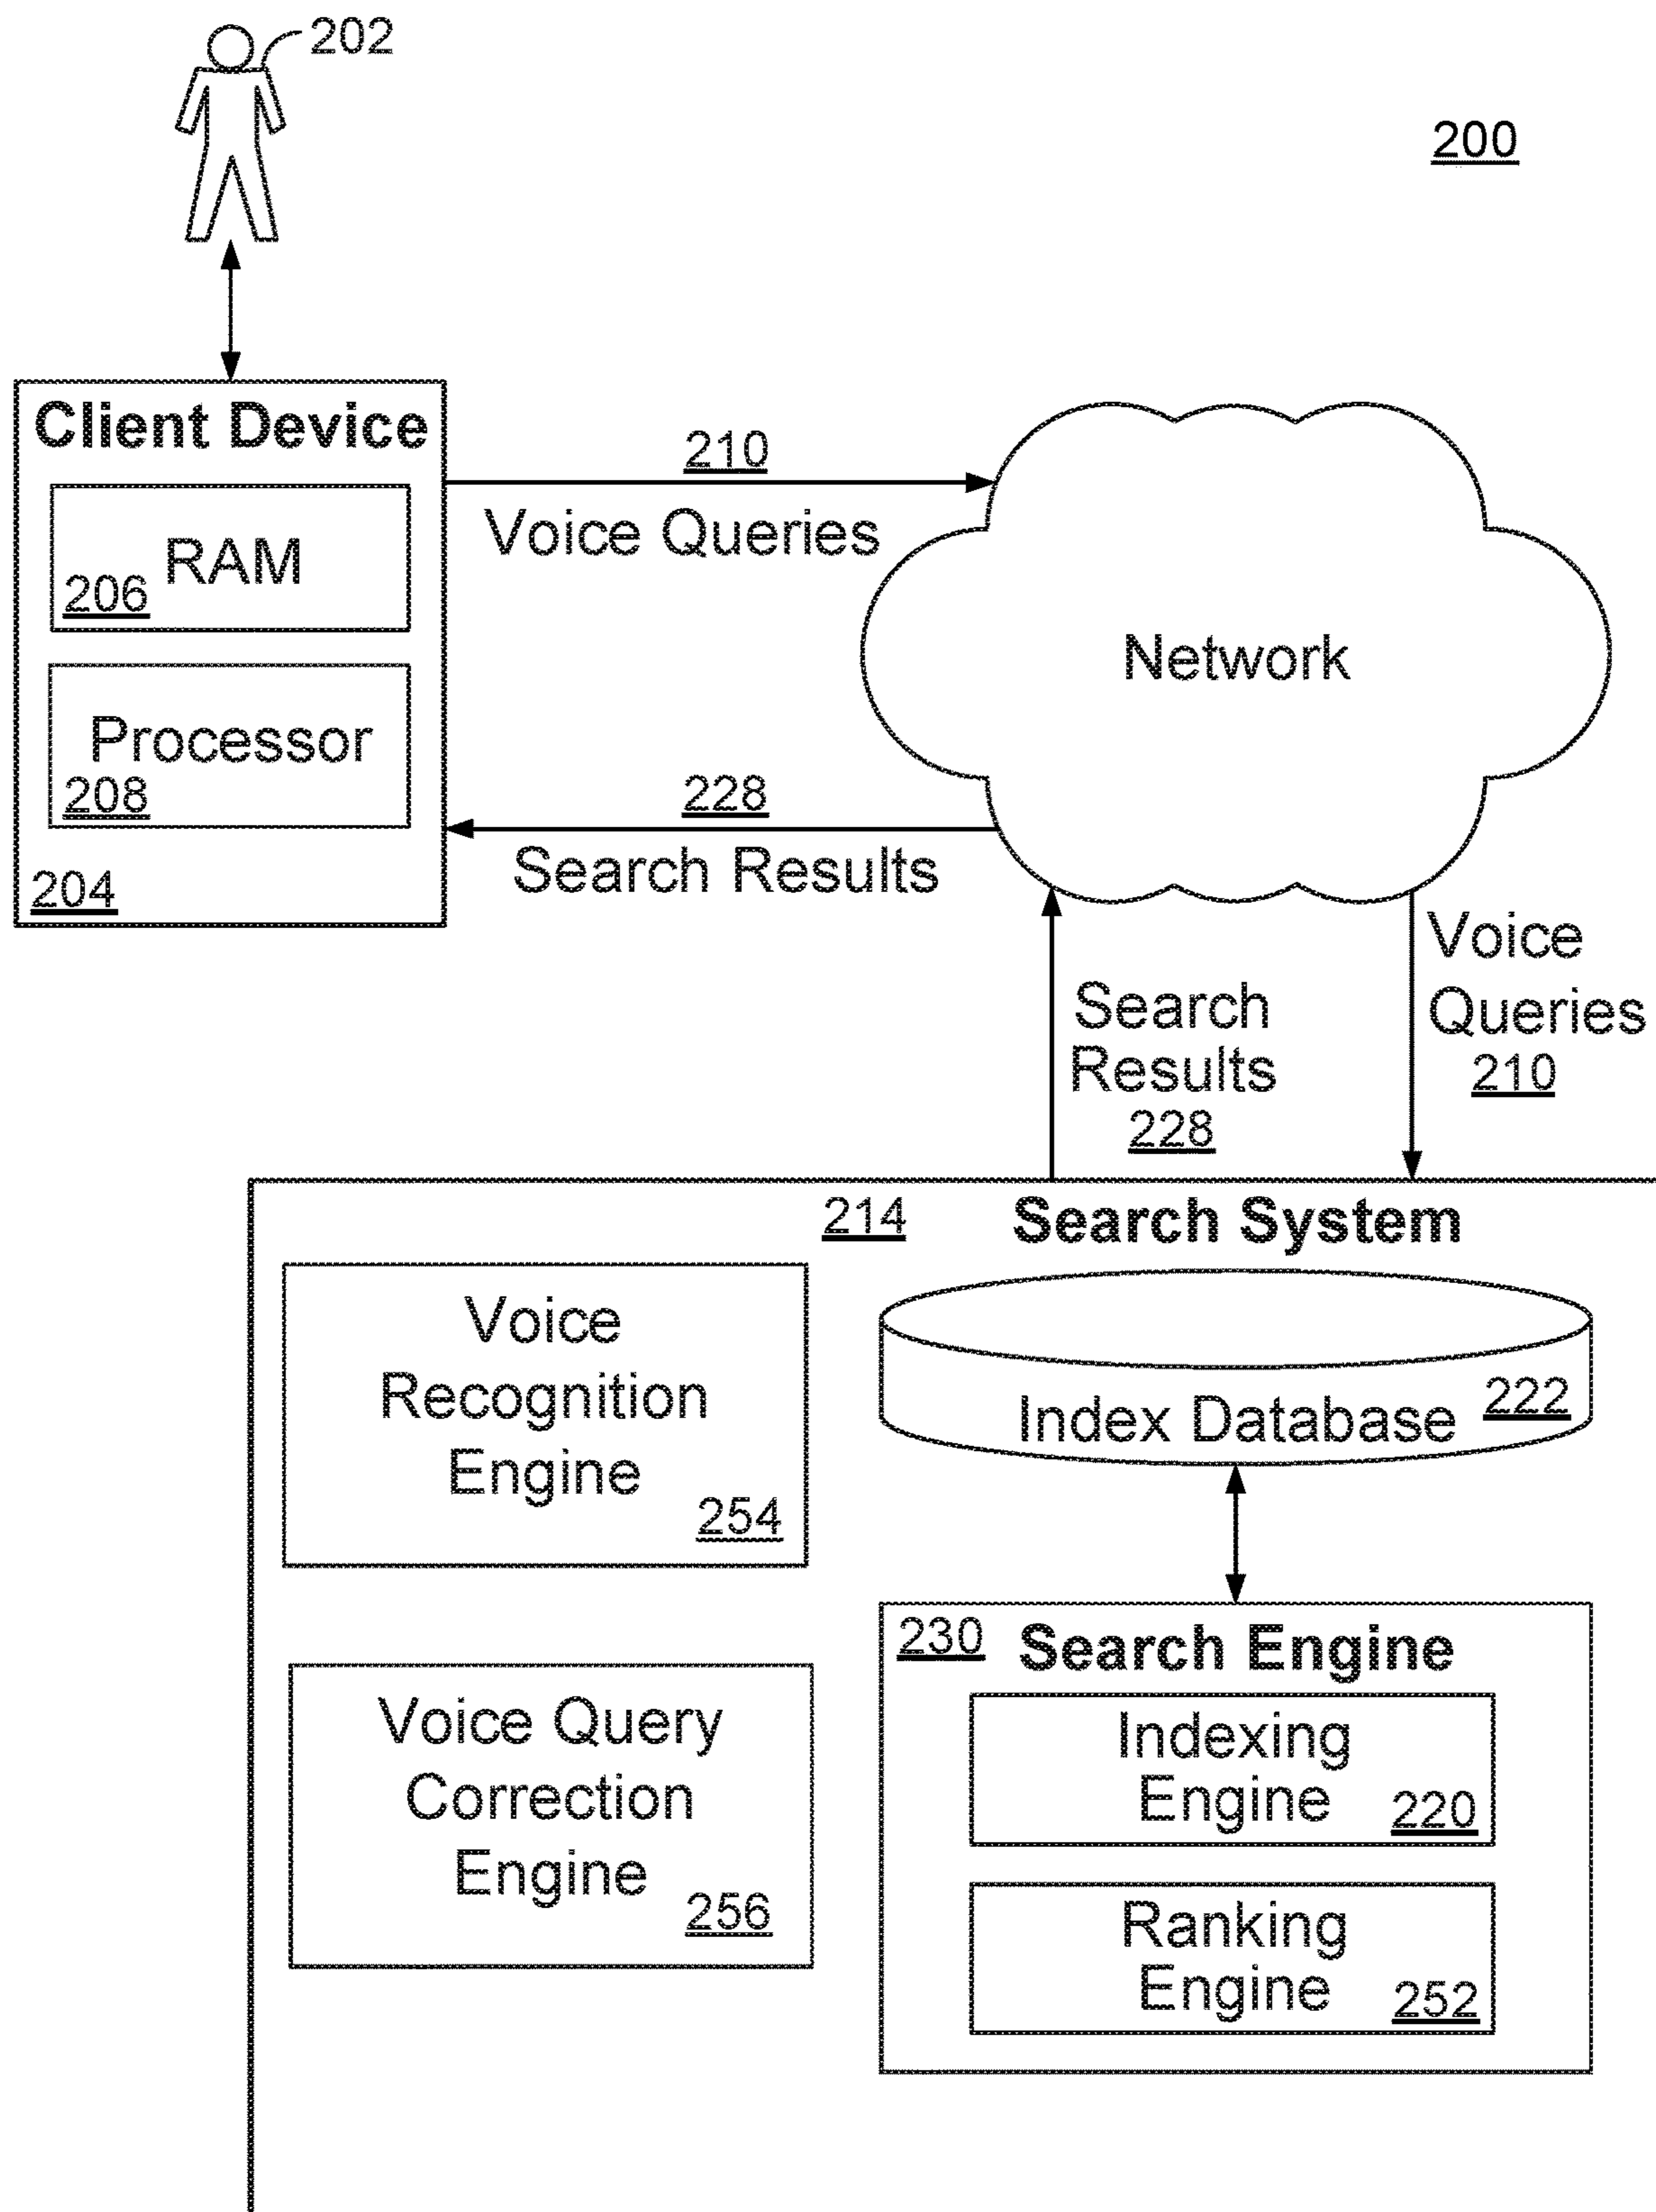 202
200
Client Device
RAM
206
Processor
208
204
210
Voice Queries
228
Search Results
Network
Search
Results
228
Voice
Queries
210
214
Search System
Voice
Recognition
Engine
254
Index Database
222
Voice Query
Correction
Engine
256
230
Search Engine
Indexing
Engine
220
Ranking
Engine
252